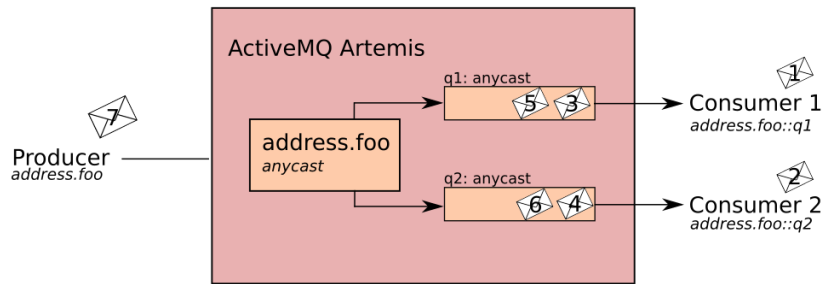 ActiveMQ Artemis
7
Producer
address.foo
address.foo
anycast
q1: anycast
5 3
q2: anycast
6 4
1
Consumer 1
address.foo::q1
2
Consumer 2
address.foo::q2